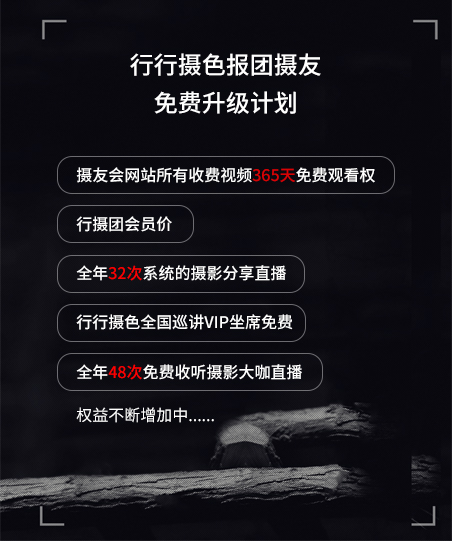 行行摄色报团摄友
免费升级计划
摄友会网站所有收费视频365天免费观看权
行摄团会员价
全年32次系统的摄影分享直播
行行摄色全国巡讲VIP坐席免费
全年48次免费收听摄影大咖直播
权益不断增加中......